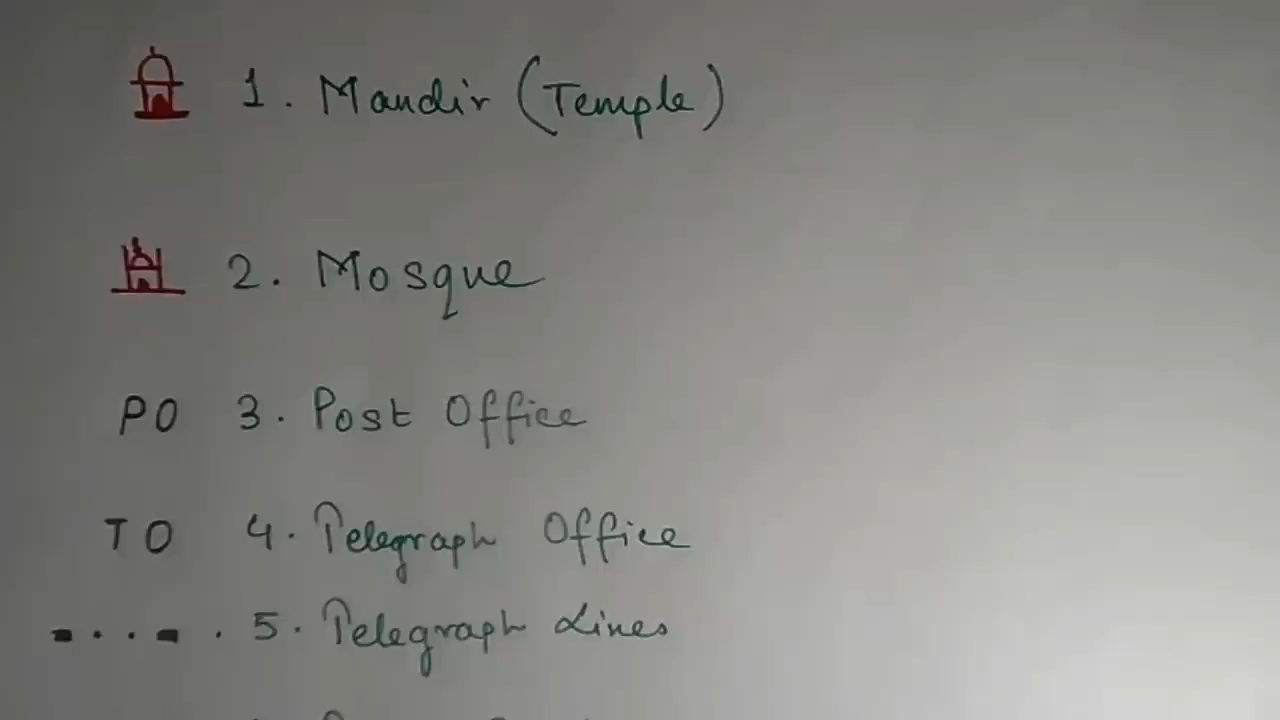 1. Mandir (Temple)
2. Mosque
PO 3. Post Office
TO 4. Telegraph Office
5. Telegraph Lines